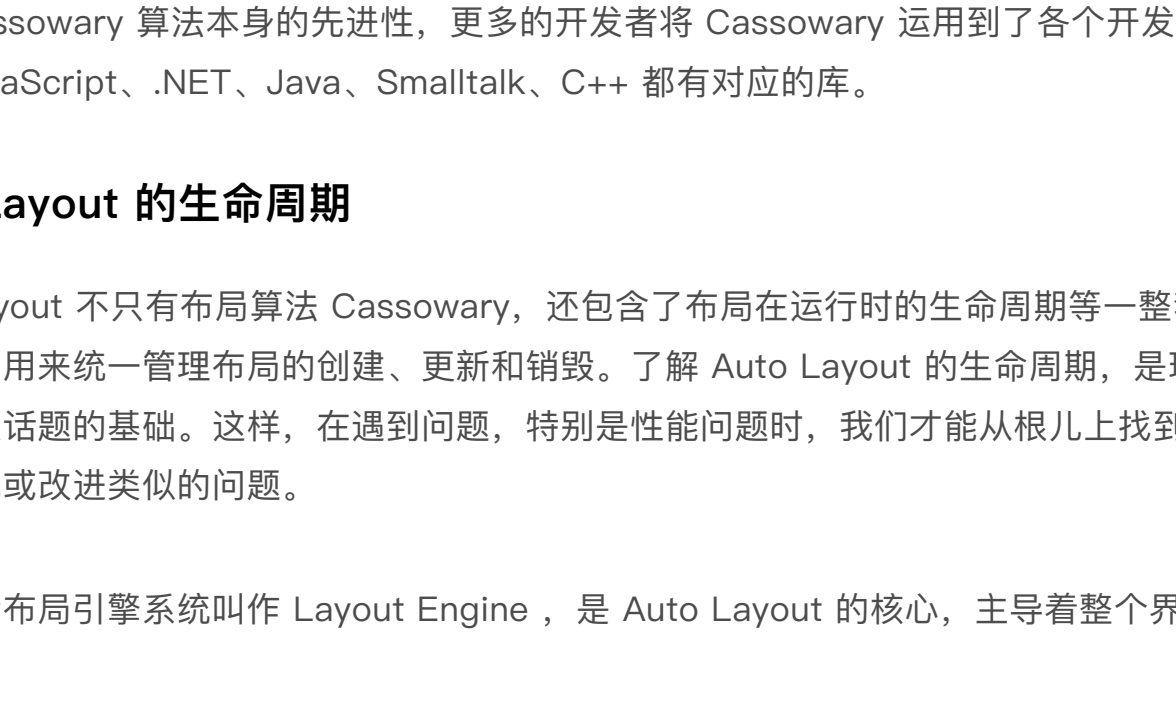 ssowary 算法本身的先进性，更多的开发者将 Cassowary 运用到了各个开发
aScript、.NET、Java、Smalltalk、C++ 都有对应的库。
Layout 的生命周期
yout 不只有布局算法 Cassowary，还包含了布局在运行时的生命周期等一整
用来统一管理布局的创建、更新和销毁。了解 Auto Layout 的生命周期，是
话题的基础。这样，在遇到问题，特别是性能问题时，我们才能从根儿上找到
或改进类似的问题。
布局引擎系统叫作 Layout Engine ，是 Auto Layout 的核心，主导着整个界